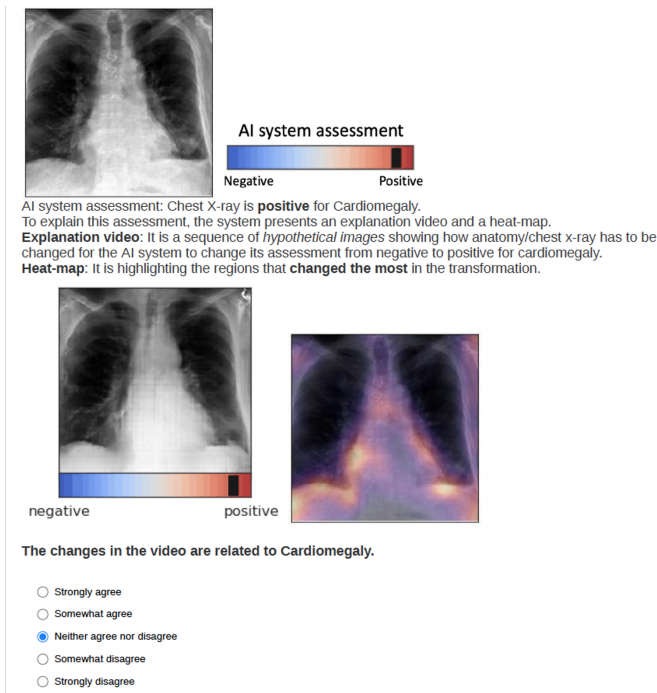 AI system assessment
Negative Positive
AI system assessment: Chest X-ray is positive for Cardiomegaly.
To explain this assessment, the system presents an explanation video and a heat-map.
Explanation video: It is a sequence of hypothetical images showing how anatomy/chest x-ray has to be
changed for the AI system to change its assessment from negative to positive for cardiomegaly.
Heat-map: It is highlighting the regions that changed the most in the transformation.
negative positive
The changes in the video are related to Cardiomegaly.
Strongly agree
Somewhat agree
Neither agree nor disagree
Somewhat disagree
Strongly disagree